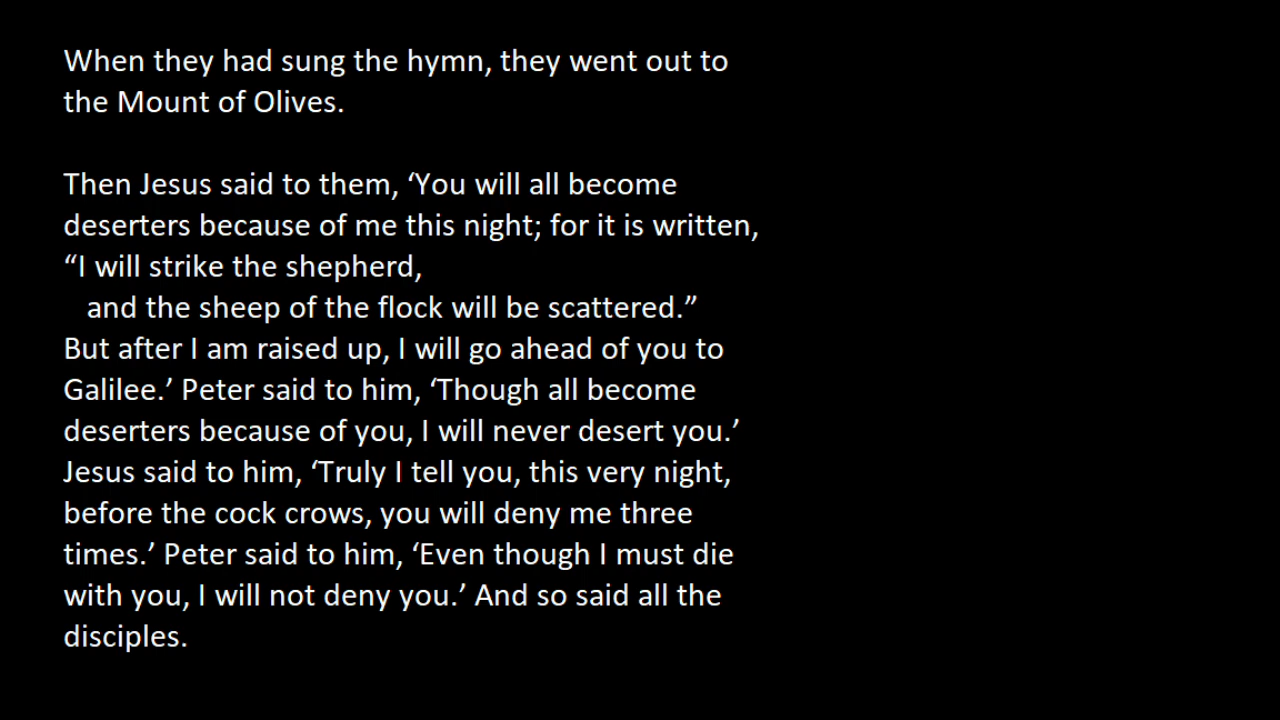 When they had sung the hymn, they went out to
the Mount of Olives.

Then Jesus said to them, ‘You will all become
deserters because of me this night; for it is written,
“I will strike the shepherd,
   and the sheep of the flock will be scattered.”
But after I am raised up, I will go ahead of you to
Galilee.’ Peter said to him, ‘Though all become
deserters because of you, I will never desert you.’
Jesus said to him, ‘Truly I tell you, this very night,
before the cock crows, you will deny me three
times.’ Peter said to him, ‘Even though I must die
with you, I will not deny you.’ And so said all the
disciples.